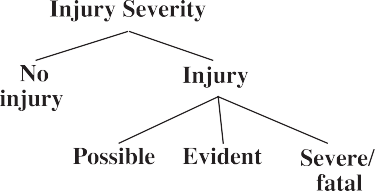 Injury Severity
No
injury
Injury
Possible
Evident
Severe/
fatal